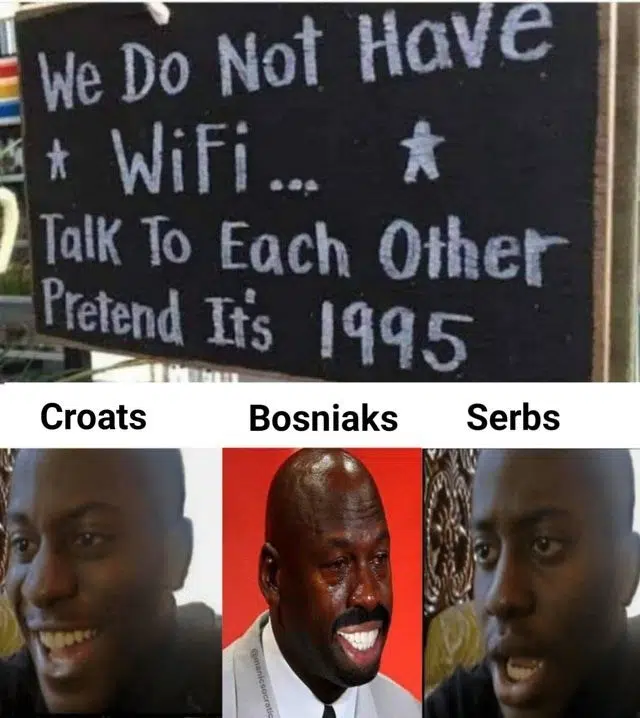 We Do Not Have
WiFi...
Talk To Each Other
Pretend It's 1995
Croats Bosniaks Serbs